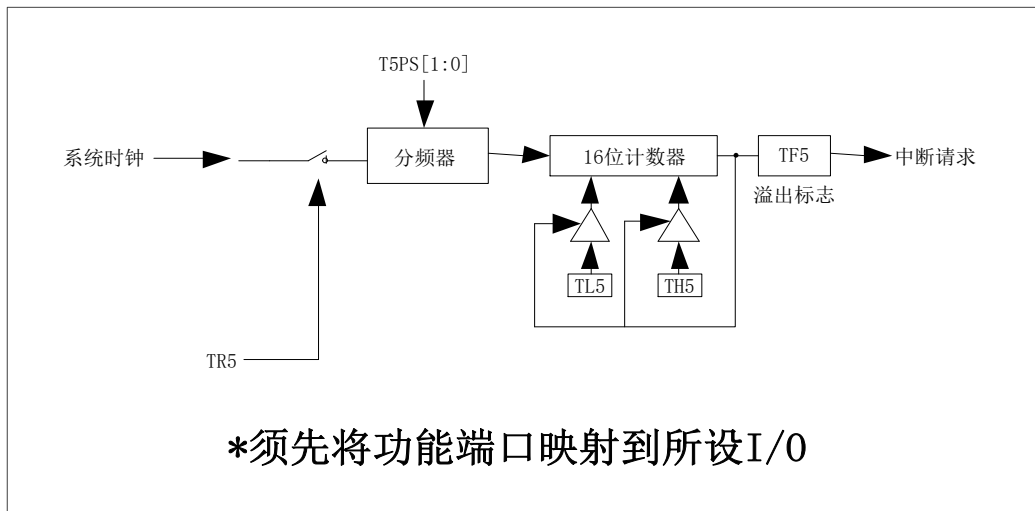 T5PS[1:0]
系统时钟
分频器
16位计数器
TF5
中断请求
溢出标志
TL5
TH5
TR5
*须先将功能端口映射到所设I/O